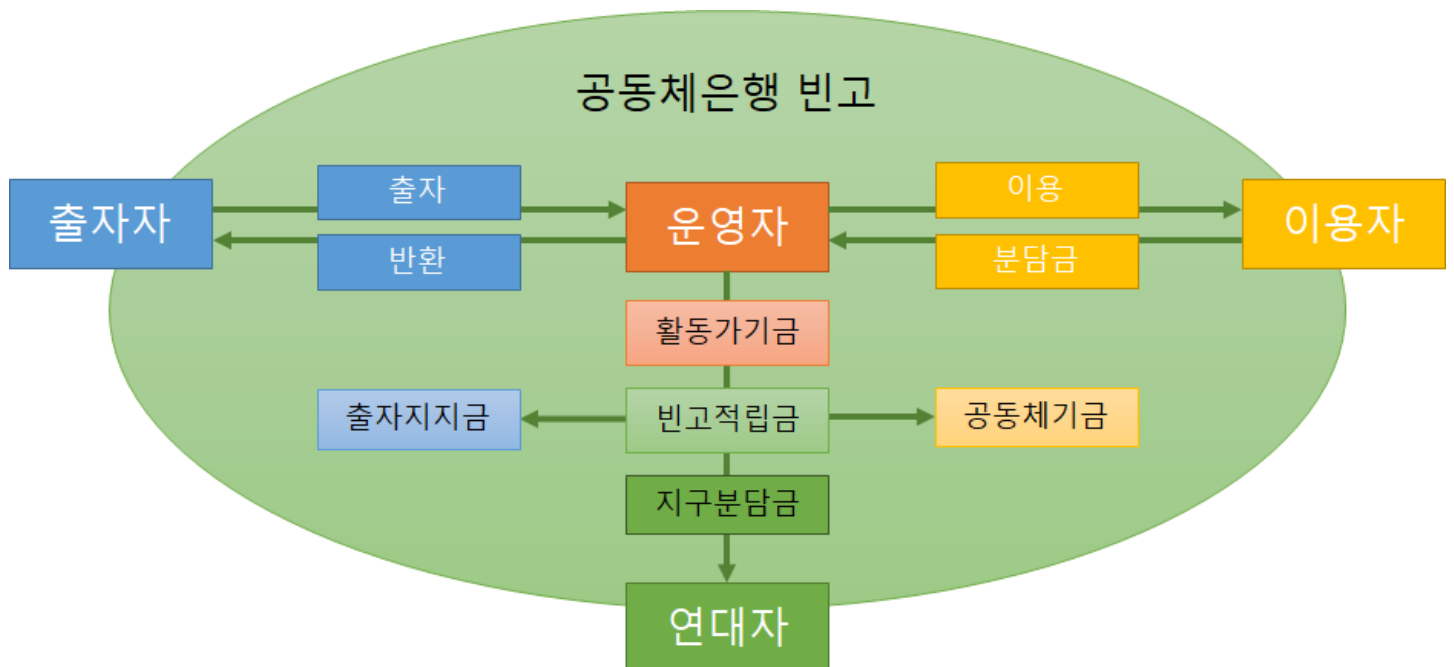 공동체은행 빈고
출자자
출자
반환
운영자
이용
분담금
이용자
활동가기금
출자지지금
빈고적립금
공동체기금
지구분담금
연대자